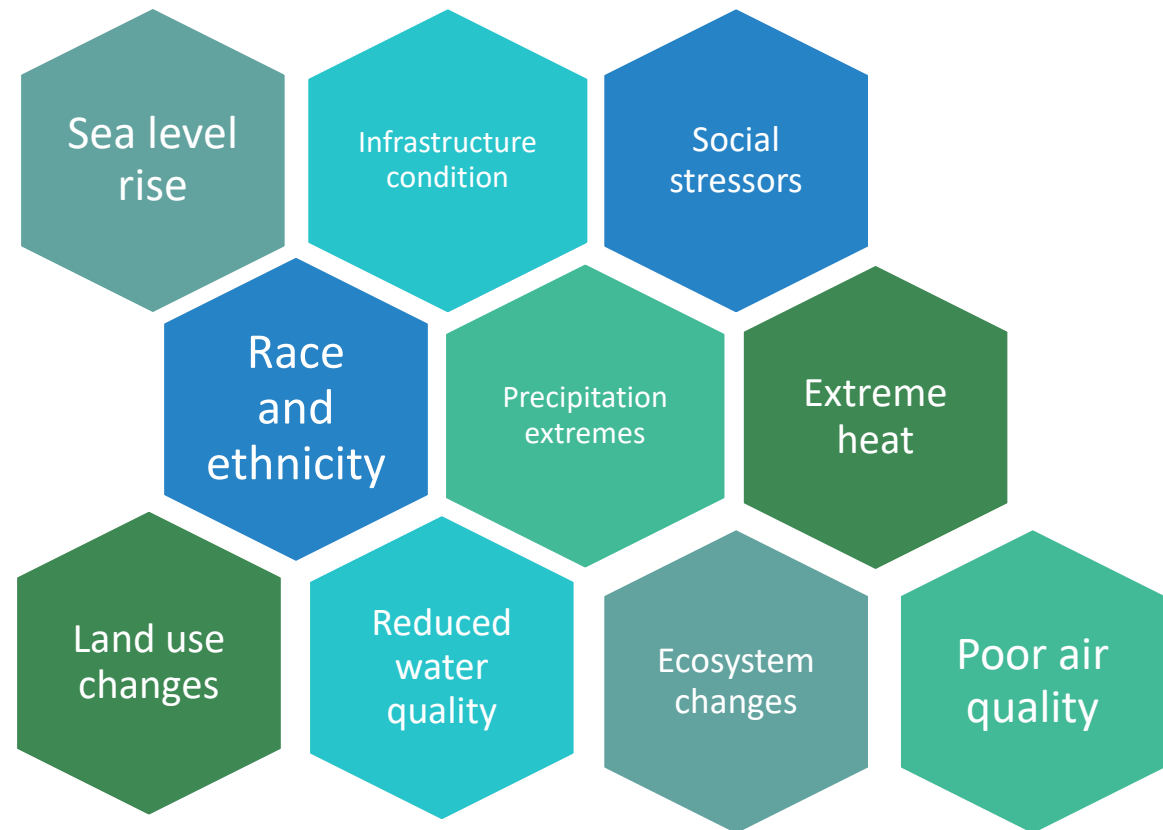 Sea level
rise
Infrastructure
condition
Social
stressors
Race
and
ethnicity
Precipitation
extremes
Extreme
heat
Land use
changes
Reduced
water
quality
Ecosystem
changes
Poor air
quality